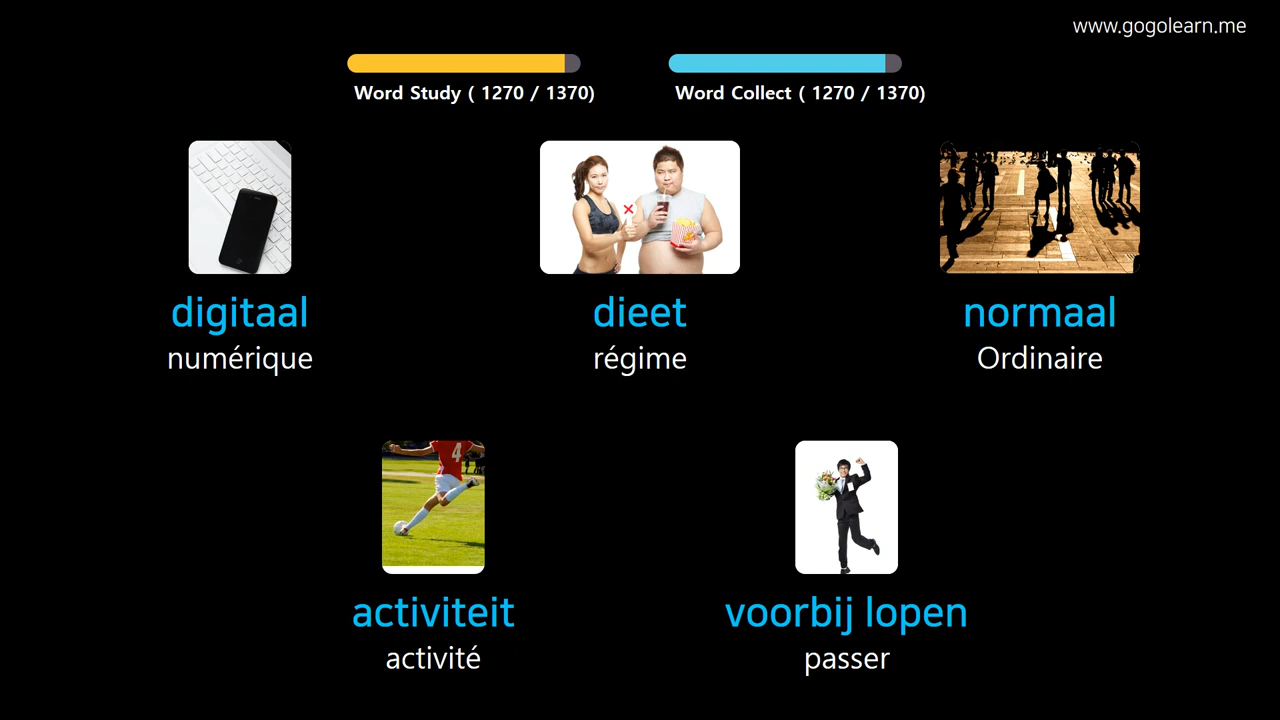 www.gogolearn.me
Word Study ( 1270 / 1370)
Word Collect ( 1270 / 1370)
digitaal
numérique
dieet
régime
normaal
Ordinaire
4
activiteit
activité
voorbij lopen
passer